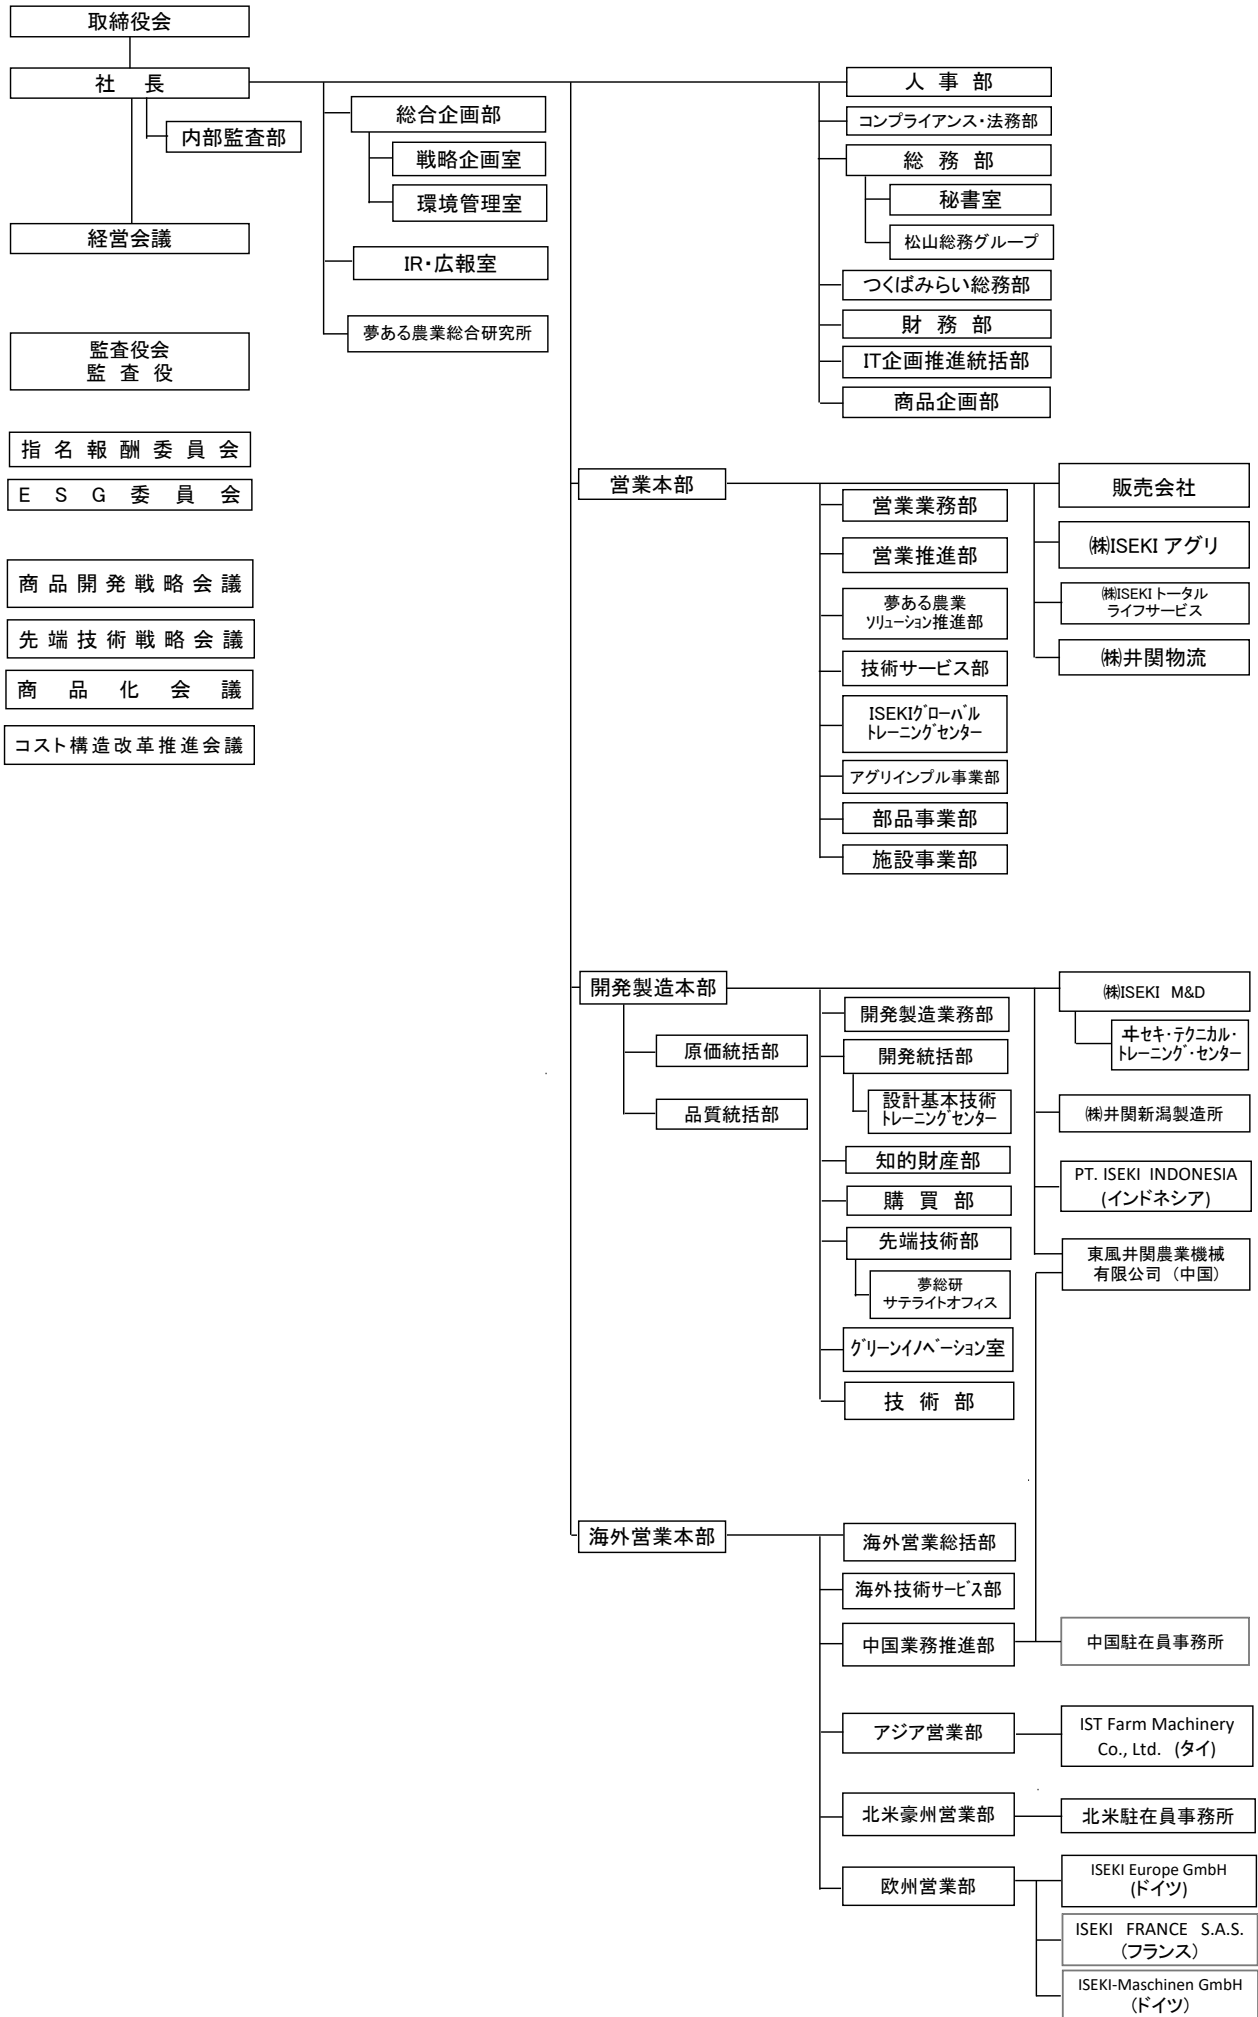 取締役会
社　長
内部監査部
経営会議
監査役会
監 査 役
指 名 報 酬 委 員 会
Ｅ Ｓ Ｇ 委 員 会
商 品 開 発 戦 略 会 議
先 端 技 術 戦 略 会 議
商 品 化 会 議
コスト構造改革推進会議
総合企画部
戦略企画室
環境管理室
IR・広報室
夢ある農業総合研究所
人 事 部
コンプライアンス・法務部
総 務 部
秘書室
松山総務グループ
つくばみらい総務部
財 務 部
IT企画推進統括部
商品企画部
営業本部
営業業務部
営業推進部
夢ある農業
ソリューション推進部
技術サービス部
ISEKIグローバル
トレーニングセンター
アグリインプル事業部
部品事業部
施設事業部
販売会社
㈱ISEKI アグリ
㈱ISEKI トータル
ライフサービス
㈱井関物流
開発製造本部
原価統括部
品質統括部
開発製造業務部
開発統括部
設計基本技術
トレーニングセンター
知的財産部
購 買 部
先端技術部
夢総研
サテライトオフィス
グリーンイノベーション室
技 術 部
㈱ISEKI M&D
ヰセキ・テクニカル・
トレーニング・センター
㈱井関新潟製造所
PT. ISEKI INDONESIA
(インドネシア)
東風井関農業機械
有限公司（中国）
海外営業本部
海外営業総括部
海外技術サービス部
中国業務推進部
中国駐在員事務所
アジア営業部
IST Farm Machinery
Co., Ltd. (タイ)
北米豪州営業部
北米駐在員事務所
欧州営業部
ISEKI Europe GmbH
(ドイツ)
ISEKI FRANCE S.A.S.
（フランス）
ISEKI-Maschinen GmbH
（ドイツ）